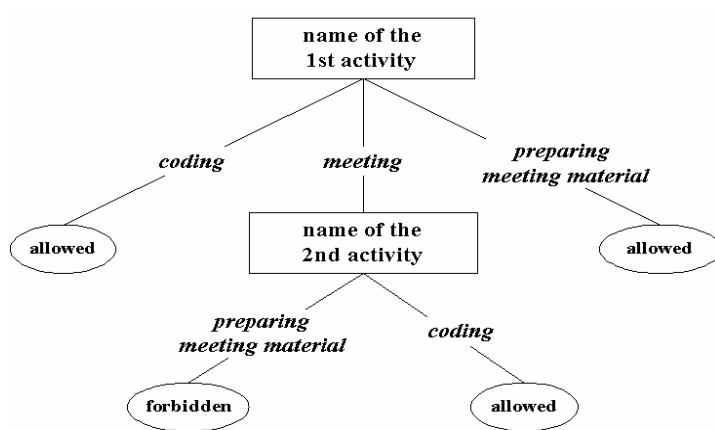 name of the
1st activity
coding
meeting
preparing
meeting material
allowed
name of the
2nd activity
allowed
preparing
meeting material
coding
forbidden
allowed